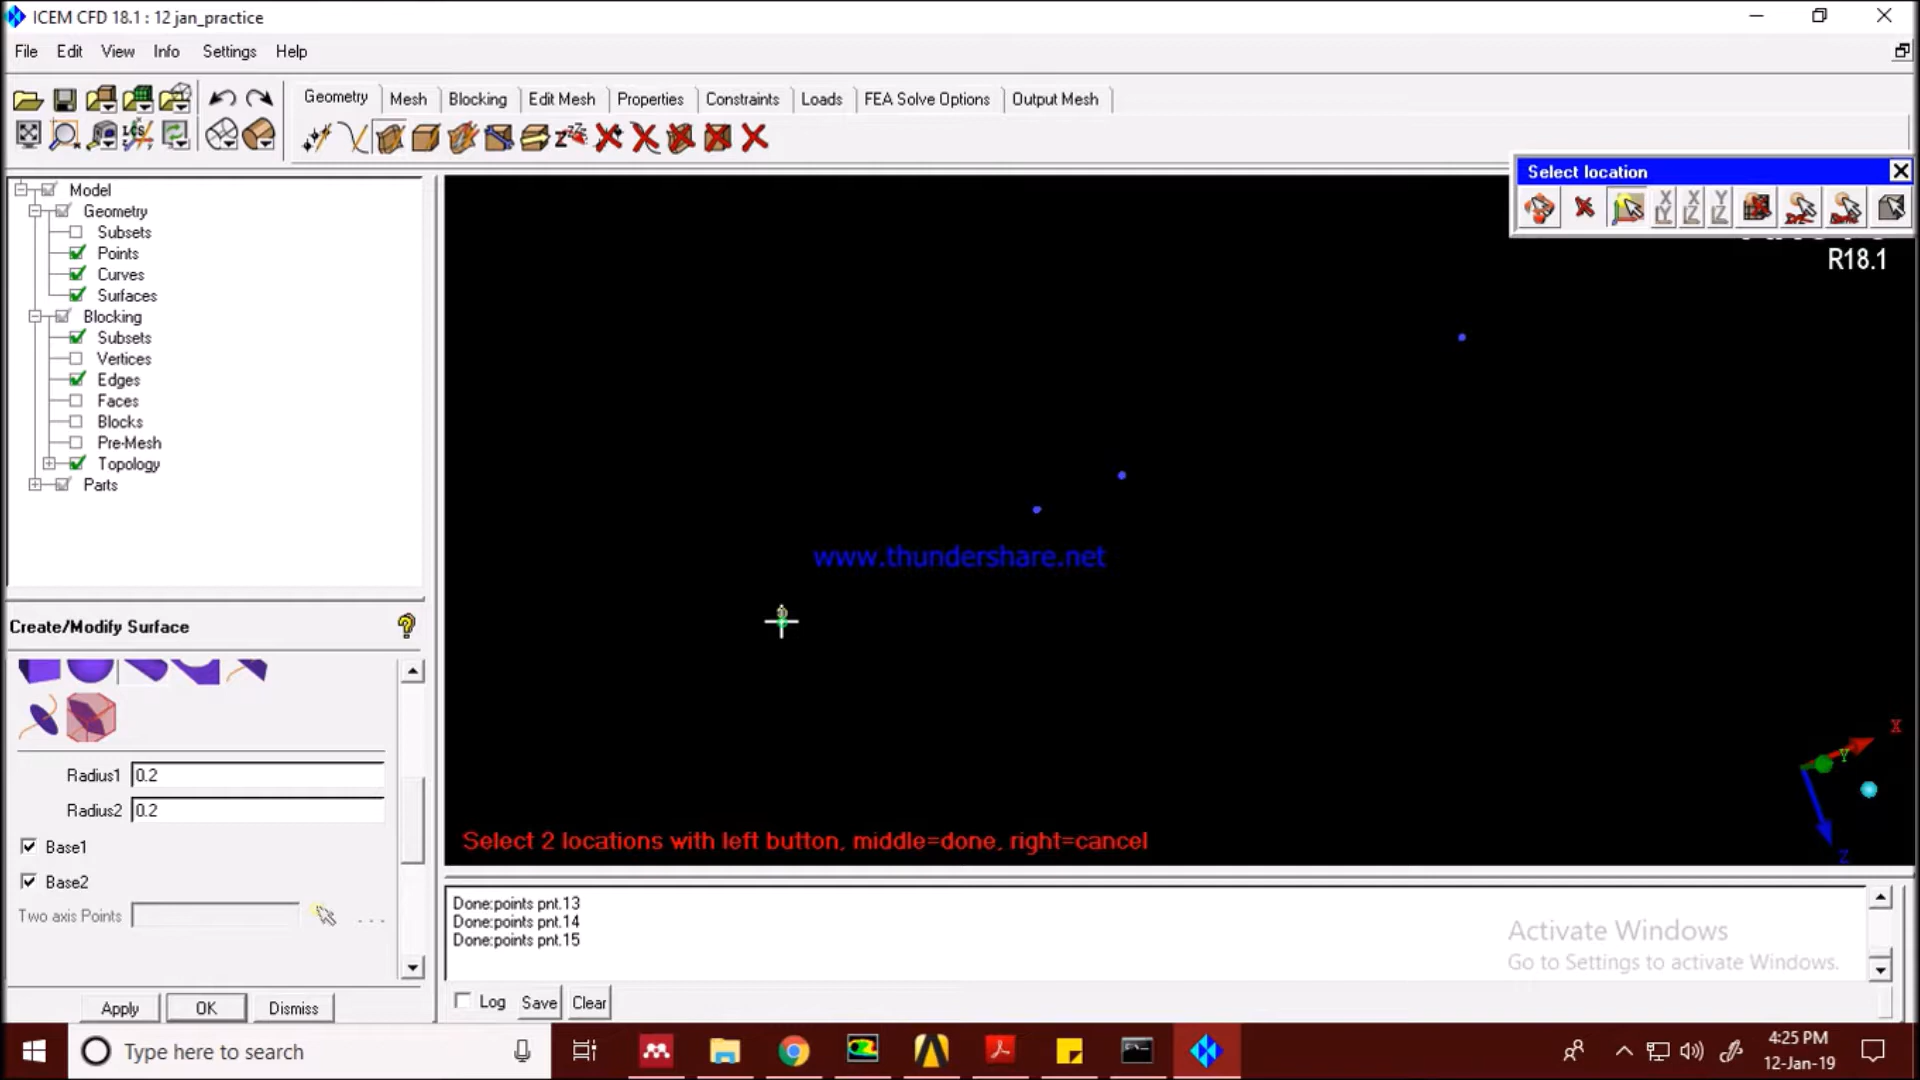 ICEM CFD 18.1 : 12 jan_practice
File Edit View Info Settings Help
Geometry Mesh Blocking Edit Mesh Properties Constraints Loads FEA Solve Options Output Mesh
Select location
R18.1
Model
Geometry
Subsets
Points
Curves
Surfaces
Blocking
Subsets
Vertices
Edges
Faces
Blocks
Pre-Mesh
Topology
Parts
www.thundershare.net
Create/Modify Surface
Radius1 0.2
Radius2 0.2
Base1
Base2
Two axis Points
Apply OK Dismiss
X
Y
Z
Select 2 locations with left button, middle=done, right=cancel
Done:points pnt.13
Done:points pnt.14
Done:points pnt.15
Log Save Clear
Activate Windows
Go to Settings to activate Windows.
Type here to search
4:25 PM
12-Jan-19